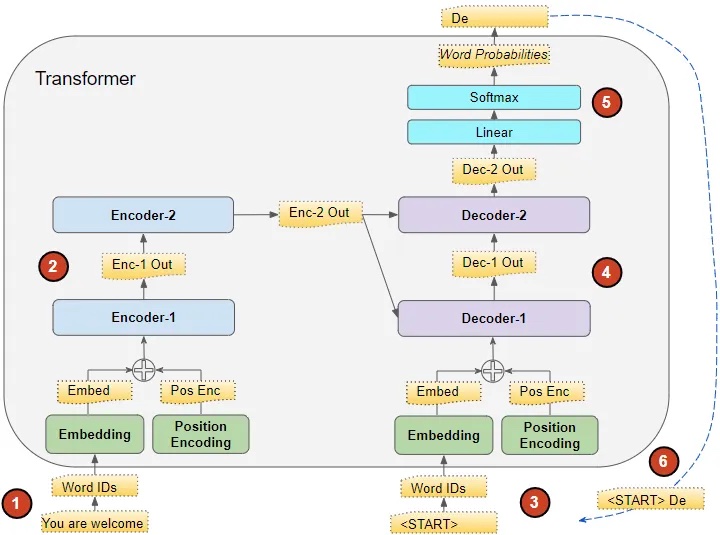 De
Word Probabilities
Transformer
Softmax
5
Linear
Dec-2 Out
Encoder-2
Enc-2 Out
Decoder-2
2
Enc-1 Out
Dec-1 Out
4
Encoder-1
Decoder-1
Embed
Pos Enc
Embed
Pos Enc
Embedding
Position
Encoding
Embedding
Position
Encoding
6
1
Word IDs
Word IDs
3
<START> De
You are welcome
<START>